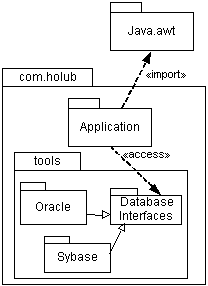 Java.awt
com.holub
«import»
Application
«access»
tools
Oracle
Database
Interfaces
Sybase